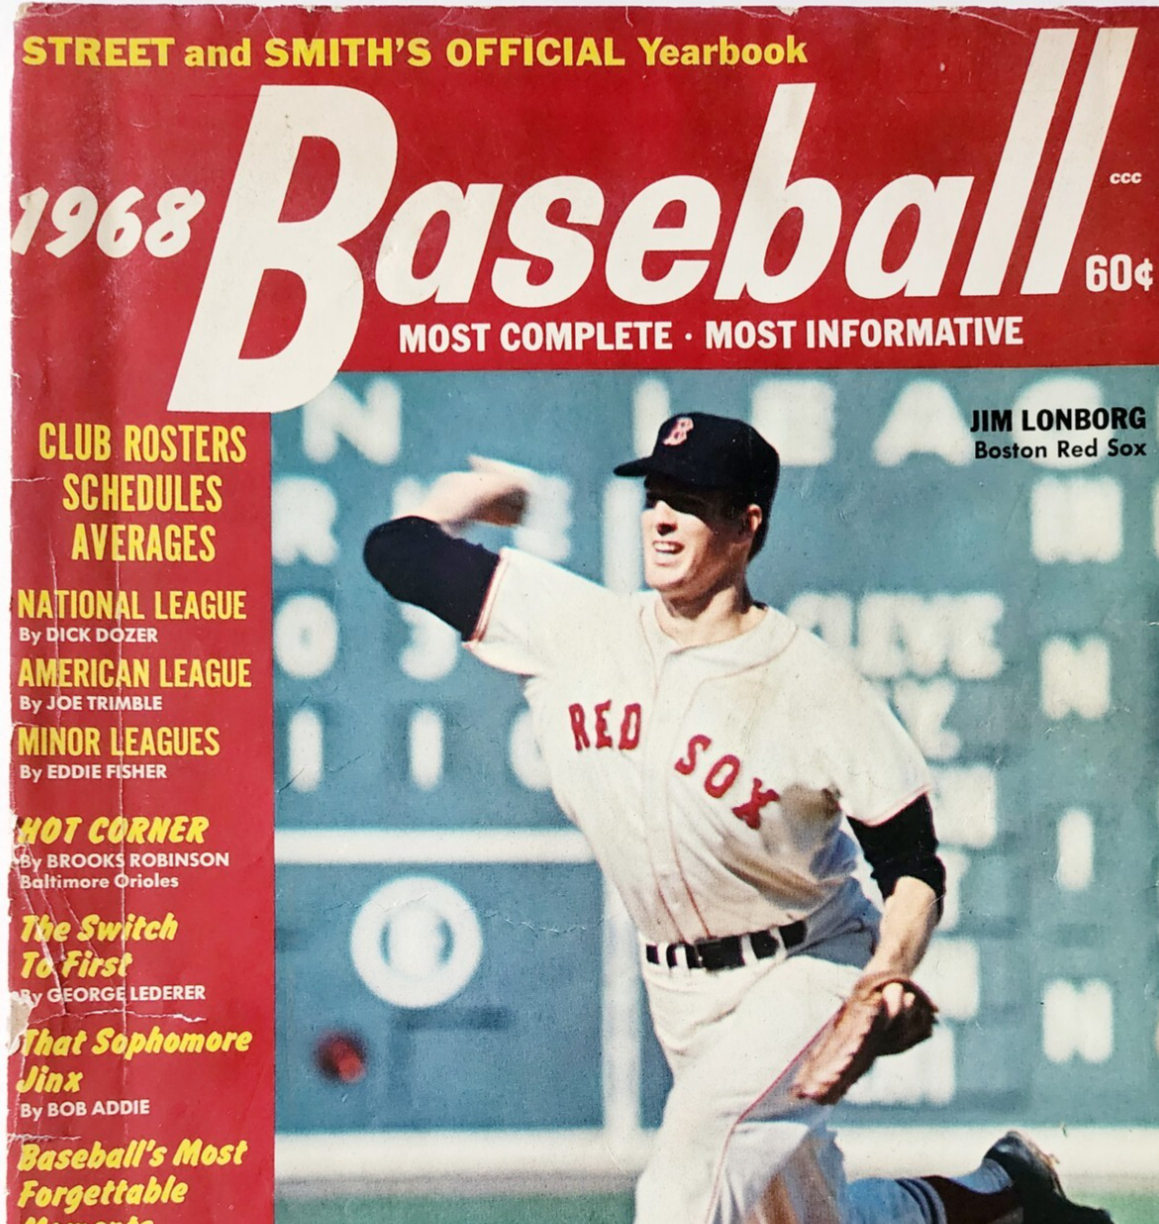 STREET and SMITH'S OFFICIAL Yearbook
1968
Baseball
ccc
60¢
MOST COMPLETE · MOST INFORMATIVE
JIM LONBORG
Boston Red Sox
CLUB ROSTERS
SCHEDULES
AVERAGES
NATIONAL LEAGUE
By DICK DOZER
AMERICAN LEAGUE
By JOE TRIMBLE
MINOR LEAGUES
By EDDIE FISHER
HOT CORNER
By BROOKS ROBINSON
Baltimore Orioles
The Switch
To First
By GEORGE LEDERER
That Sophomore
Jinx
By BOB ADDIE
Baseball's Most
Forgettable
B
RED SOX
N LEAG